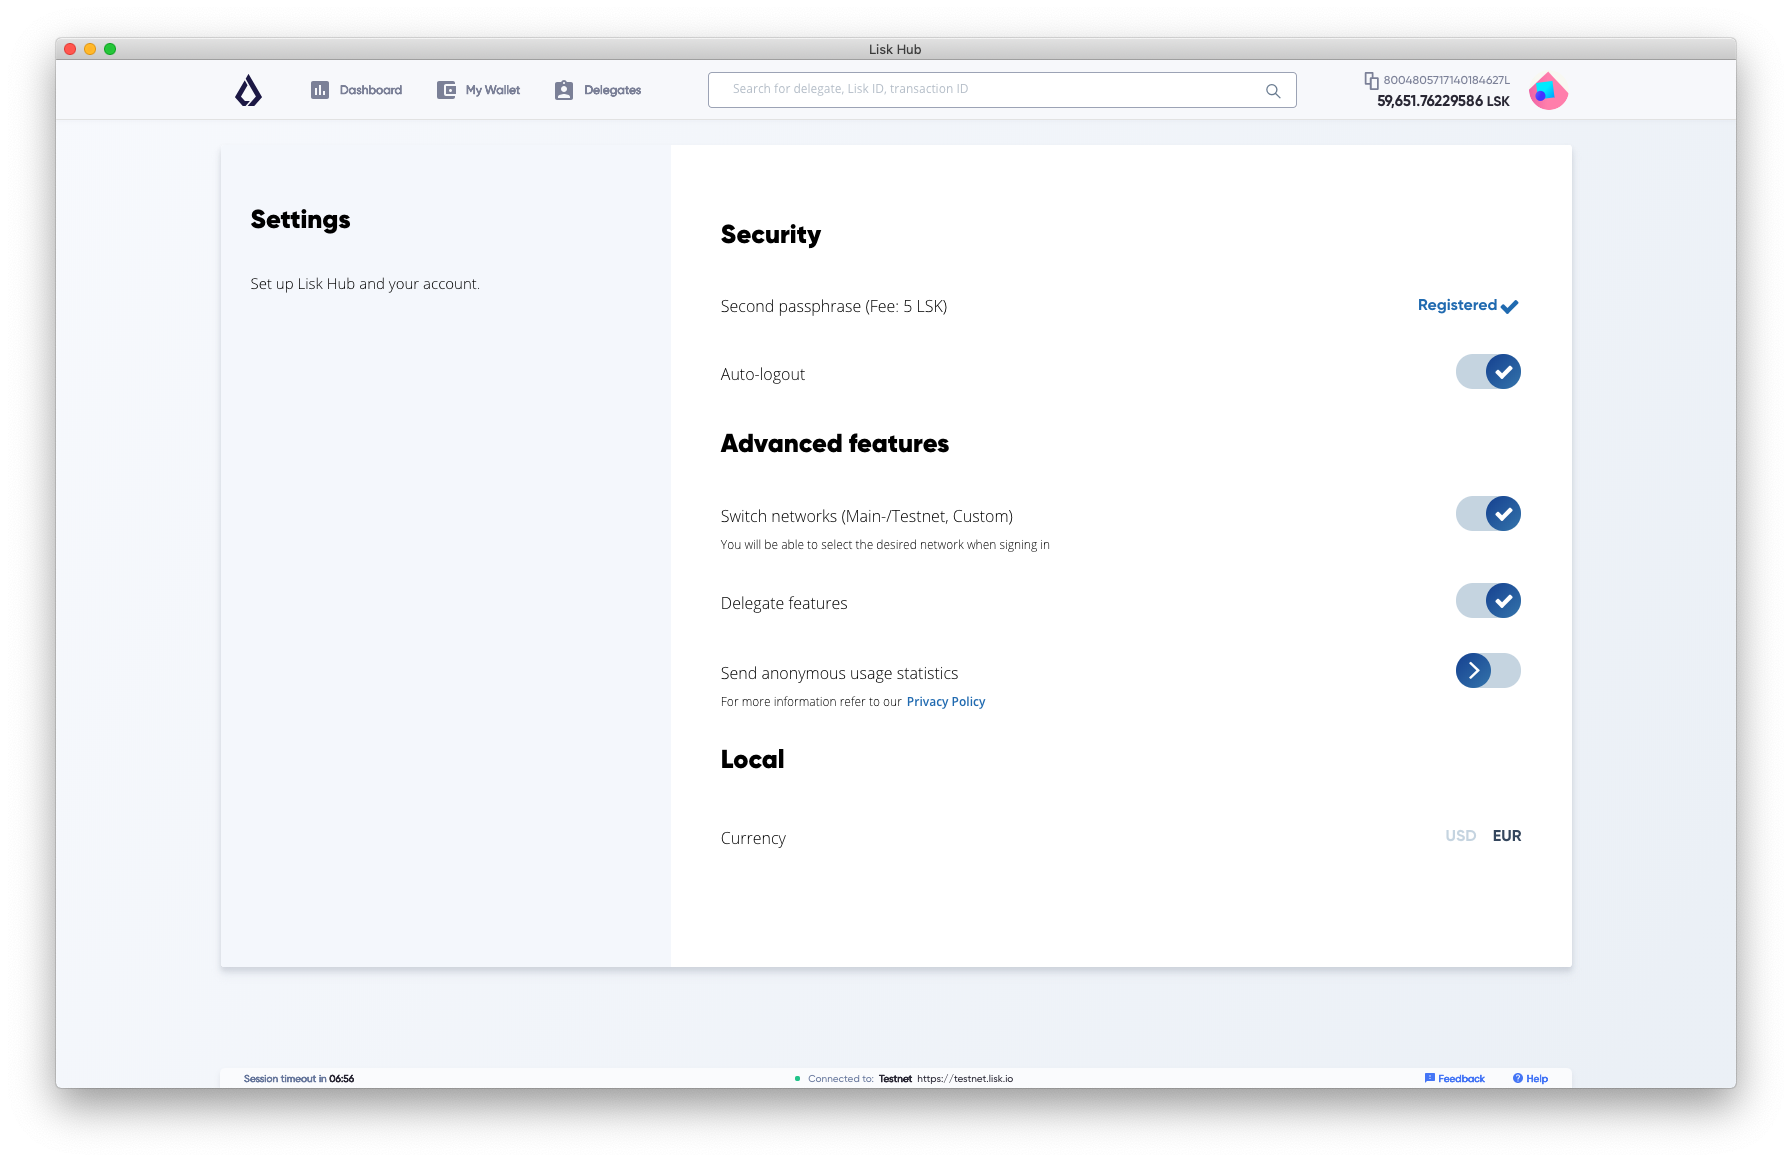 Lisk Hub
Dashboard
My Wallet
Delegates
Search for delegate, Lisk ID, transaction ID
8004805717140184627L
59,651.76229586 LSK
Settings
Set up Lisk Hub and your account.
Security
Second passphrase (Fee: 5 LSK)
Registered
Auto-logout
Advanced features
Switch networks (Main-/Testnet, Custom)
You will be able to select the desired network when signing in
Delegate features
Send anonymous usage statistics
For more information refer to our Privacy Policy
Local
Currency
USD EUR
Session timeout in 06:56
Connected to: Testnet https://testnet.lisk.io
Feedback
Help